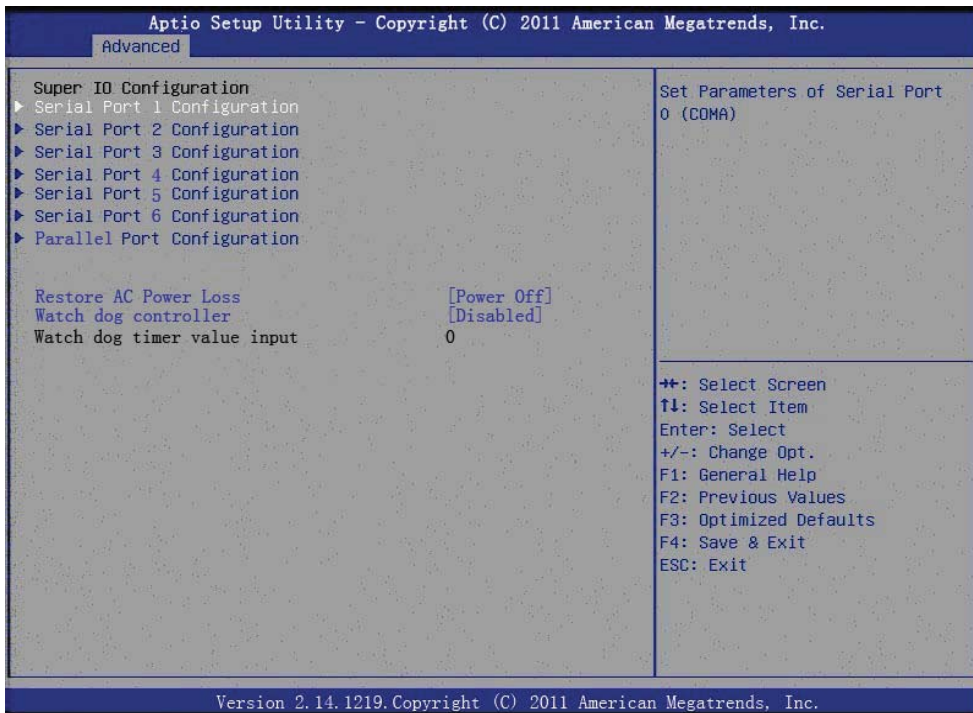 Aptio Setup Utility - Copyright (C) 2011 American Megatrends, Inc.
Advanced
Super IO Configuration
Serial Port 1 Configuration
Serial Port 2 Configuration
Serial Port 3 Configuration
Serial Port 4 Configuration
Serial Port 5 Configuration
Serial Port 6 Configuration
Parallel Port Configuration
Restore AC Power Loss [Power Off]
Watch dog controller [Disabled]
Watch dog timer value input 0
Set Parameters of Serial Port
0 (COMA)
→←: Select Screen
↑↓: Select Item
Enter: Select
+/-: Change Opt.
F1: General Help
F2: Previous Values
F3: Optimized Defaults
F4: Save & Exit
ESC: Exit
Version 2.14.1219.Copyright (C) 2011 American Megatrends, Inc.